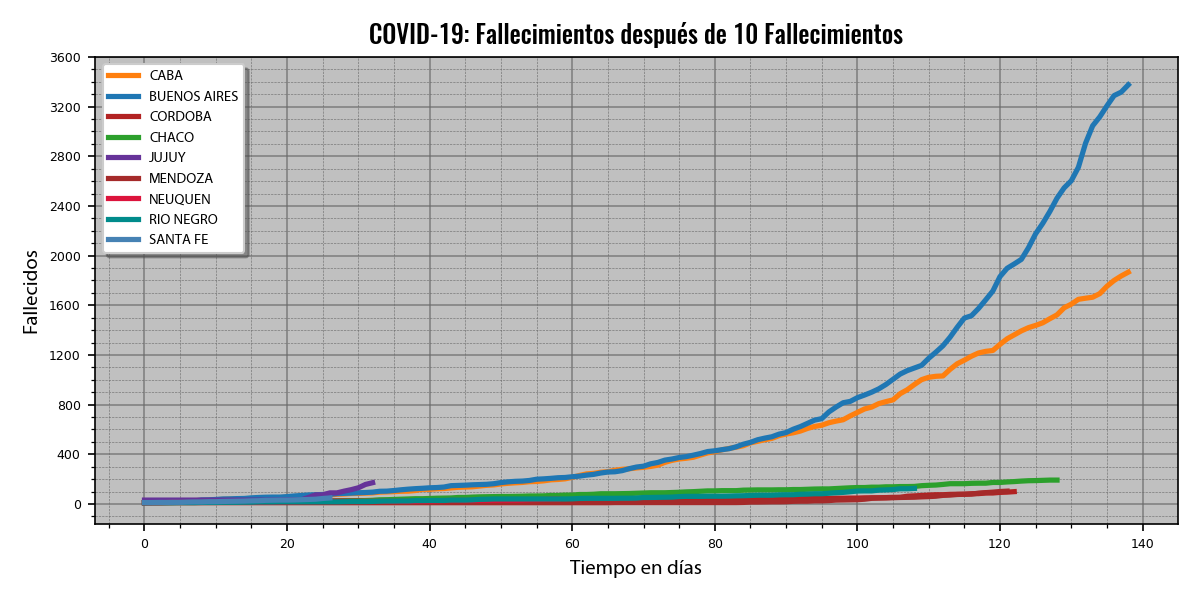 COVID-19: Fallecimientos después de 10 Fallecimientos
3600
3200
2800
2400
2000
1600
1200
800
400
0
Fallecidos
CABA
BUENOS AIRES
CORDOBA
CHACO
JUJUY
MENDOZA
NEUQUEN
RIO NEGRO
SANTA FE
0 20 40 60 80 100 120 140
Tiempo en días